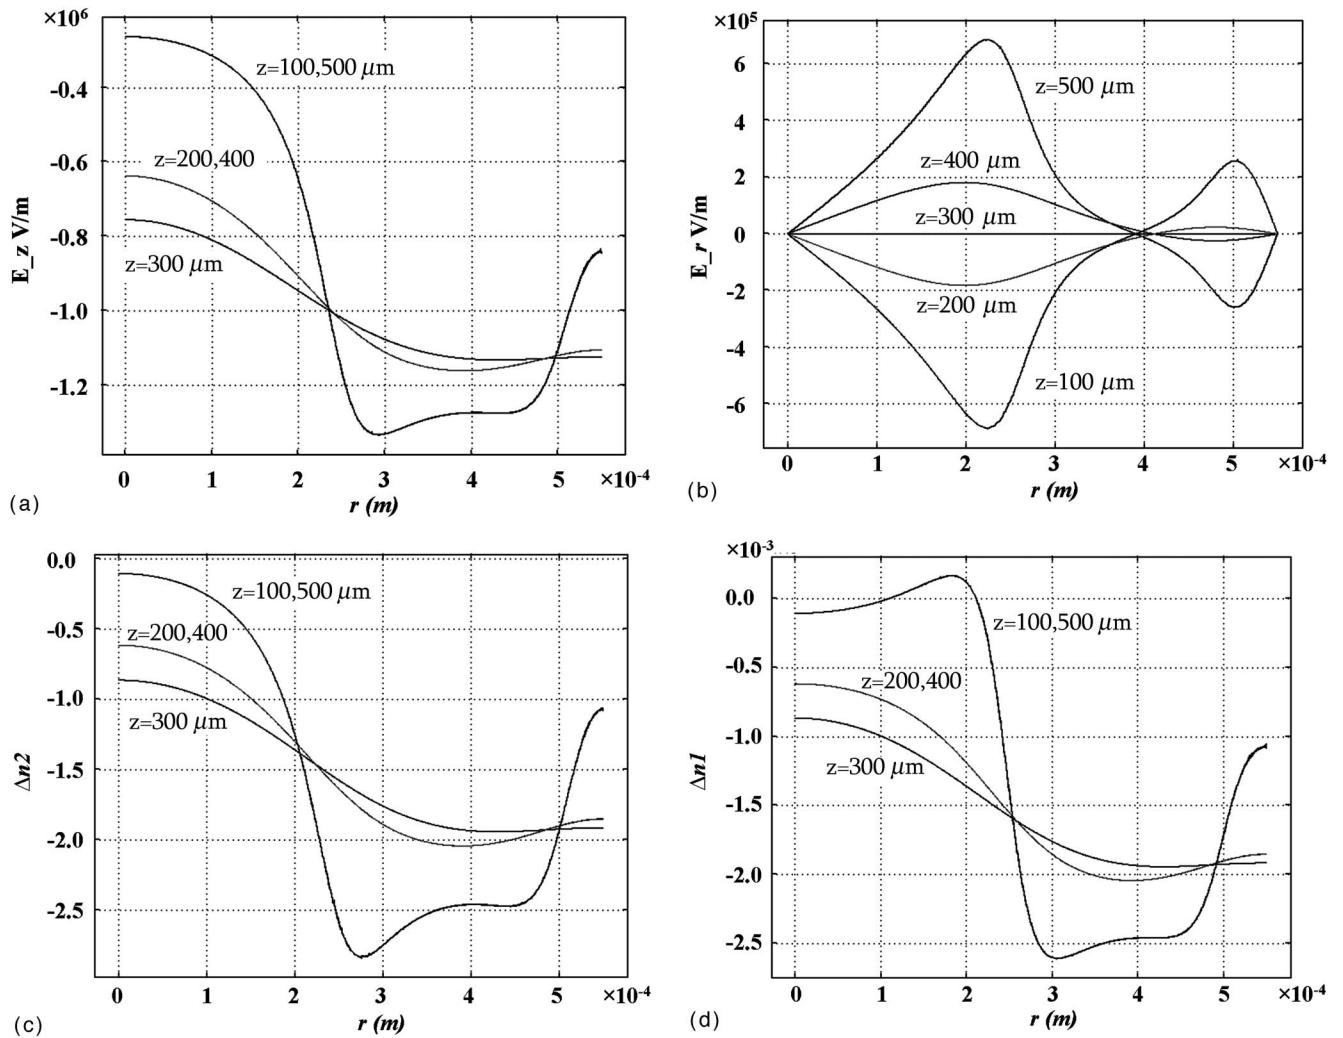 ×10⁶
-0.4
-0.6
-0.8
-1.0
-1.2
E_z V/m
z=100,500 μm
z=200,400
z=300 μm
0 1 2 3 4 5 ×10⁻⁴
r (m)
(a)
×10⁵
6
4
2
0
-2
-4
-6
E_r V/m
z=500 μm
z=400 μm
z=300 μm
z=200 μm
z=100 μm
0 1 2 3 4 5 ×10⁻⁴
r (m)
(b)
0.0
-0.5
-1.0
-1.5
-2.0
-2.5
Δn2
z=100,500 μm
z=200,400
z=300 μm
0 1 2 3 4 5 ×10⁻⁴
r (m)
(c)
×10⁻³
0.0
-0.5
-1.0
-1.5
-2.0
-2.5
Δn1
z=100,500 μm
z=200,400
z=300 μm
0 1 2 3 4 5 ×10⁻⁴
r (m)
(d)